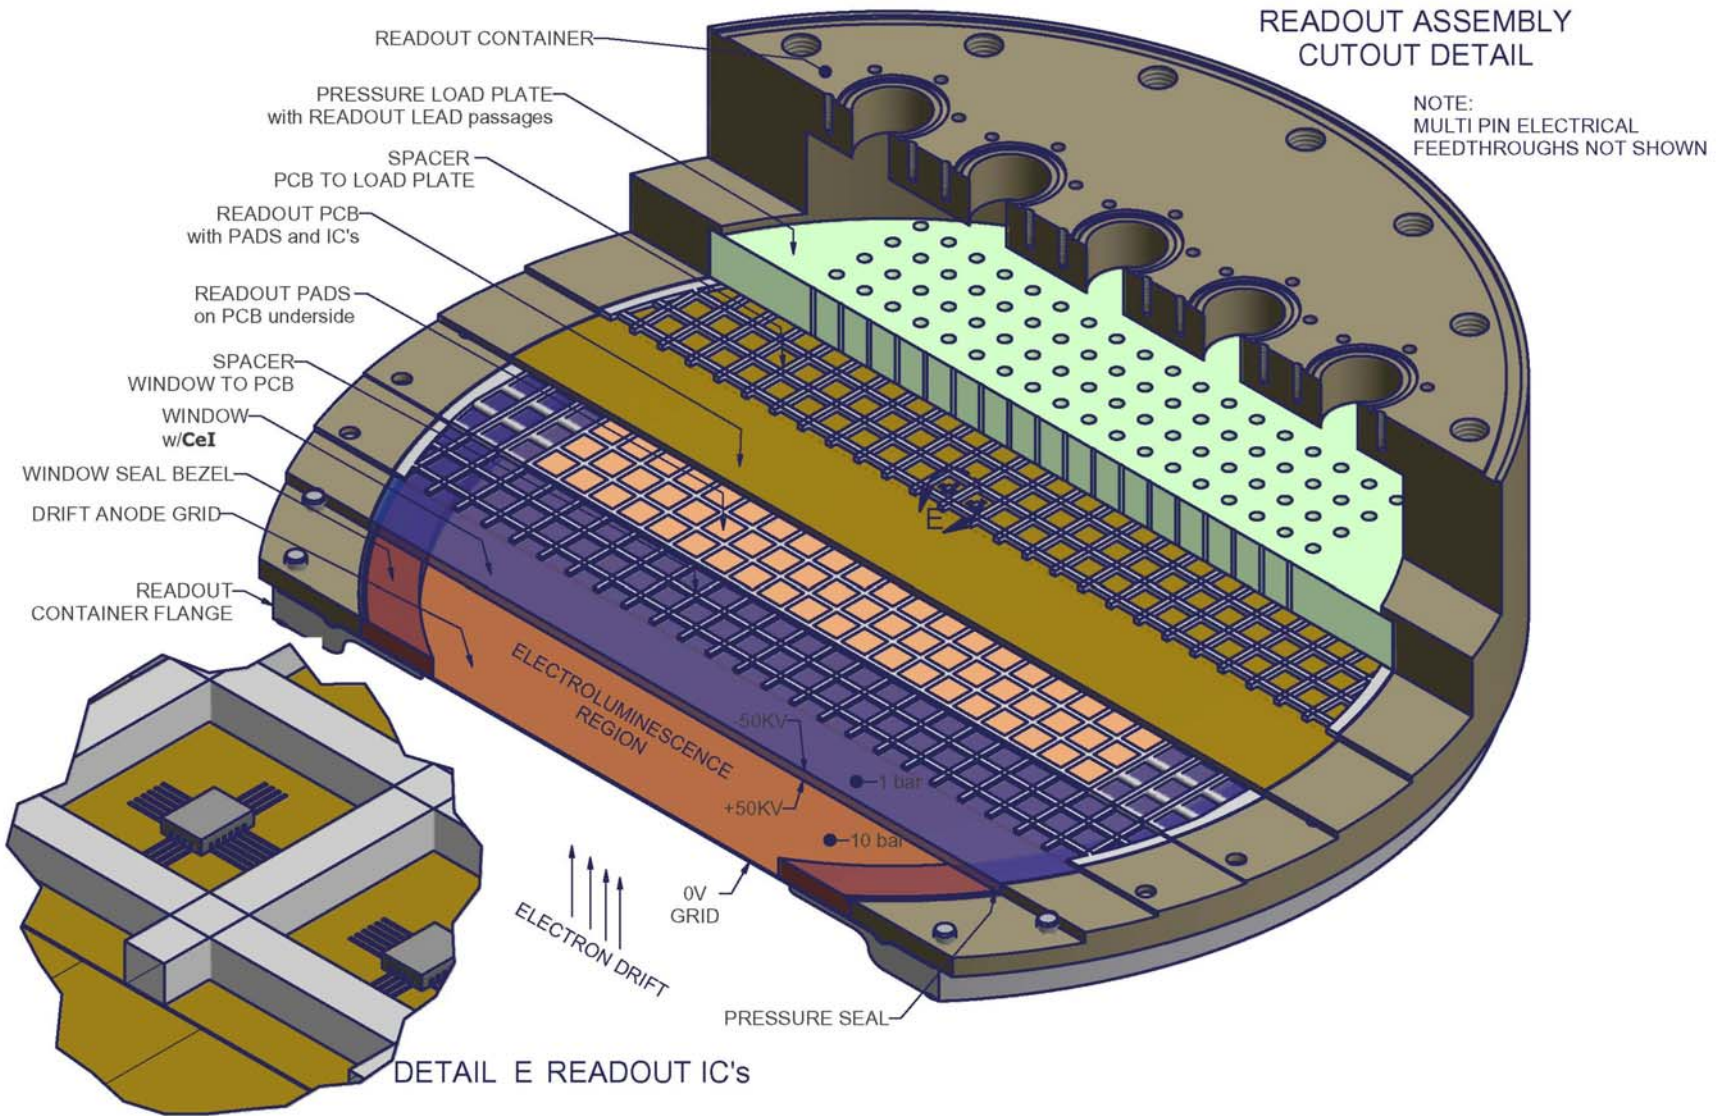 READOUT ASSEMBLY
CUTOUT DETAIL
NOTE:
MULTI PIN ELECTRICAL
FEEDTHROUGHS NOT SHOWN
READOUT CONTAINER
PRESSURE LOAD PLATE
with READOUT LEAD passages
SPACER
PCB TO LOAD PLATE
READOUT PCB
with PADS and IC's
READOUT PADS
on PCB underside
SPACER
WINDOW TO PCB
WINDOW
w/CeI
WINDOW SEAL BEZEL
DRIFT ANODE GRID
READOUT
CONTAINER FLANGE
E
ELECTROLUMINESCENCE
REGION
-50KV
+50KV
1 bar
10 bar
0V
GRID
ELECTRON DRIFT
PRESSURE SEAL
DETAIL E READOUT IC's